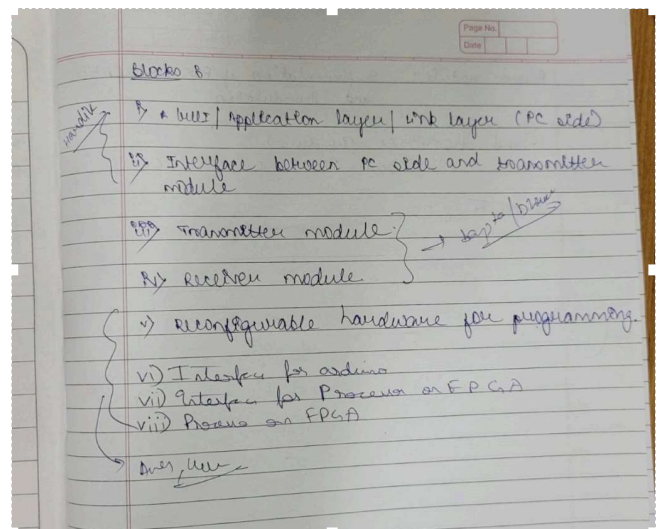 Page No.
Date
Blocks :
i) GUI / Application layer / Link layer (PC side)
Hardik
ii) Interface between PC side and transmitter
module
iii) Transmitter module
iv) Receiver module
v) Reconfigurable hardware for programming.
vi) Interface for arduino
vii) Interface for Processor on FPGA
viii) Process on FPGA